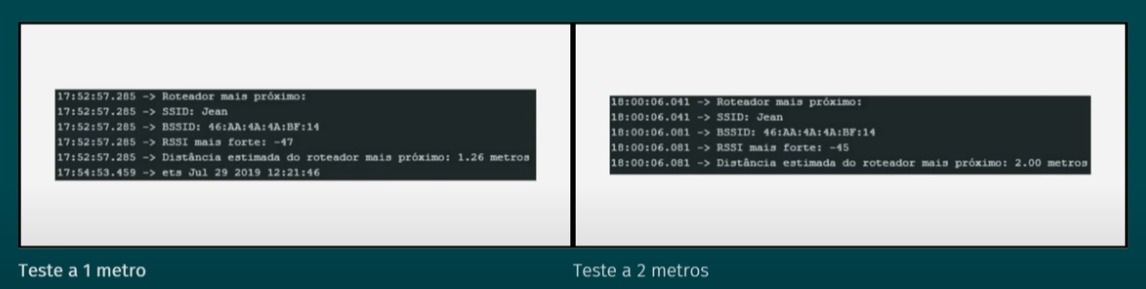 17:52:57.285 -> Roteador mais próximo:
17:52:57.285 -> SSID: Jean
17:52:57.285 -> BSSID: 46:AA:4A:4A:BF:14
17:52:57.285 -> RSSI mais forte: -47
17:52:57.285 -> Distância estimada do roteador mais próximo: 1.26 metros
17:54:53.459 -> ets Jul 29 2019 12:21:46
Teste a 1 metro
18:00:06.041 -> Roteador mais próximo:
18:00:06.041 -> SSID: Jean
18:00:06.081 -> BSSID: 46:AA:4A:4A:BF:14
18:00:06.081 -> RSSI mais forte: -45
18:00:06.081 -> Distância estimada do roteador mais próximo: 2.00 metros
Teste a 2 metros